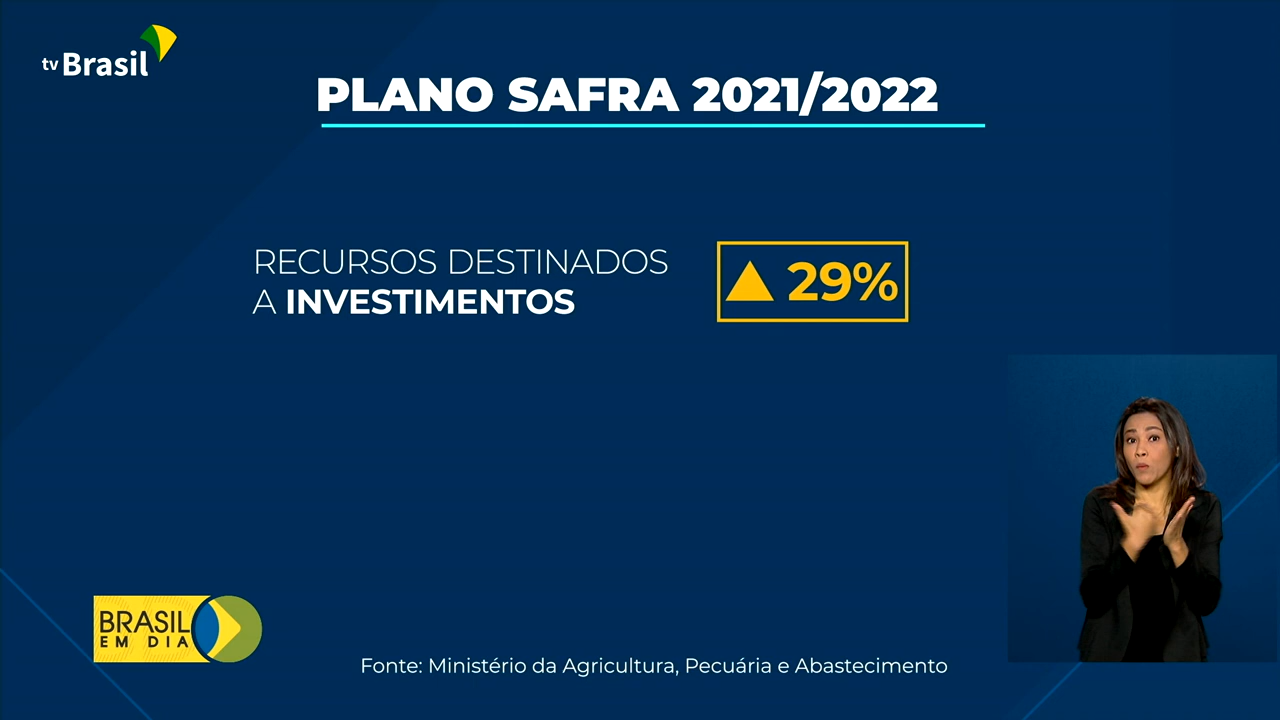 tv Brasil
PLANO SAFRA 2021/2022
RECURSOS DESTINADOS
A INVESTIMENTOS
29%
BRASIL
EM DIA
Fonte: Ministério da Agricultura, Pecuária e Abastecimento